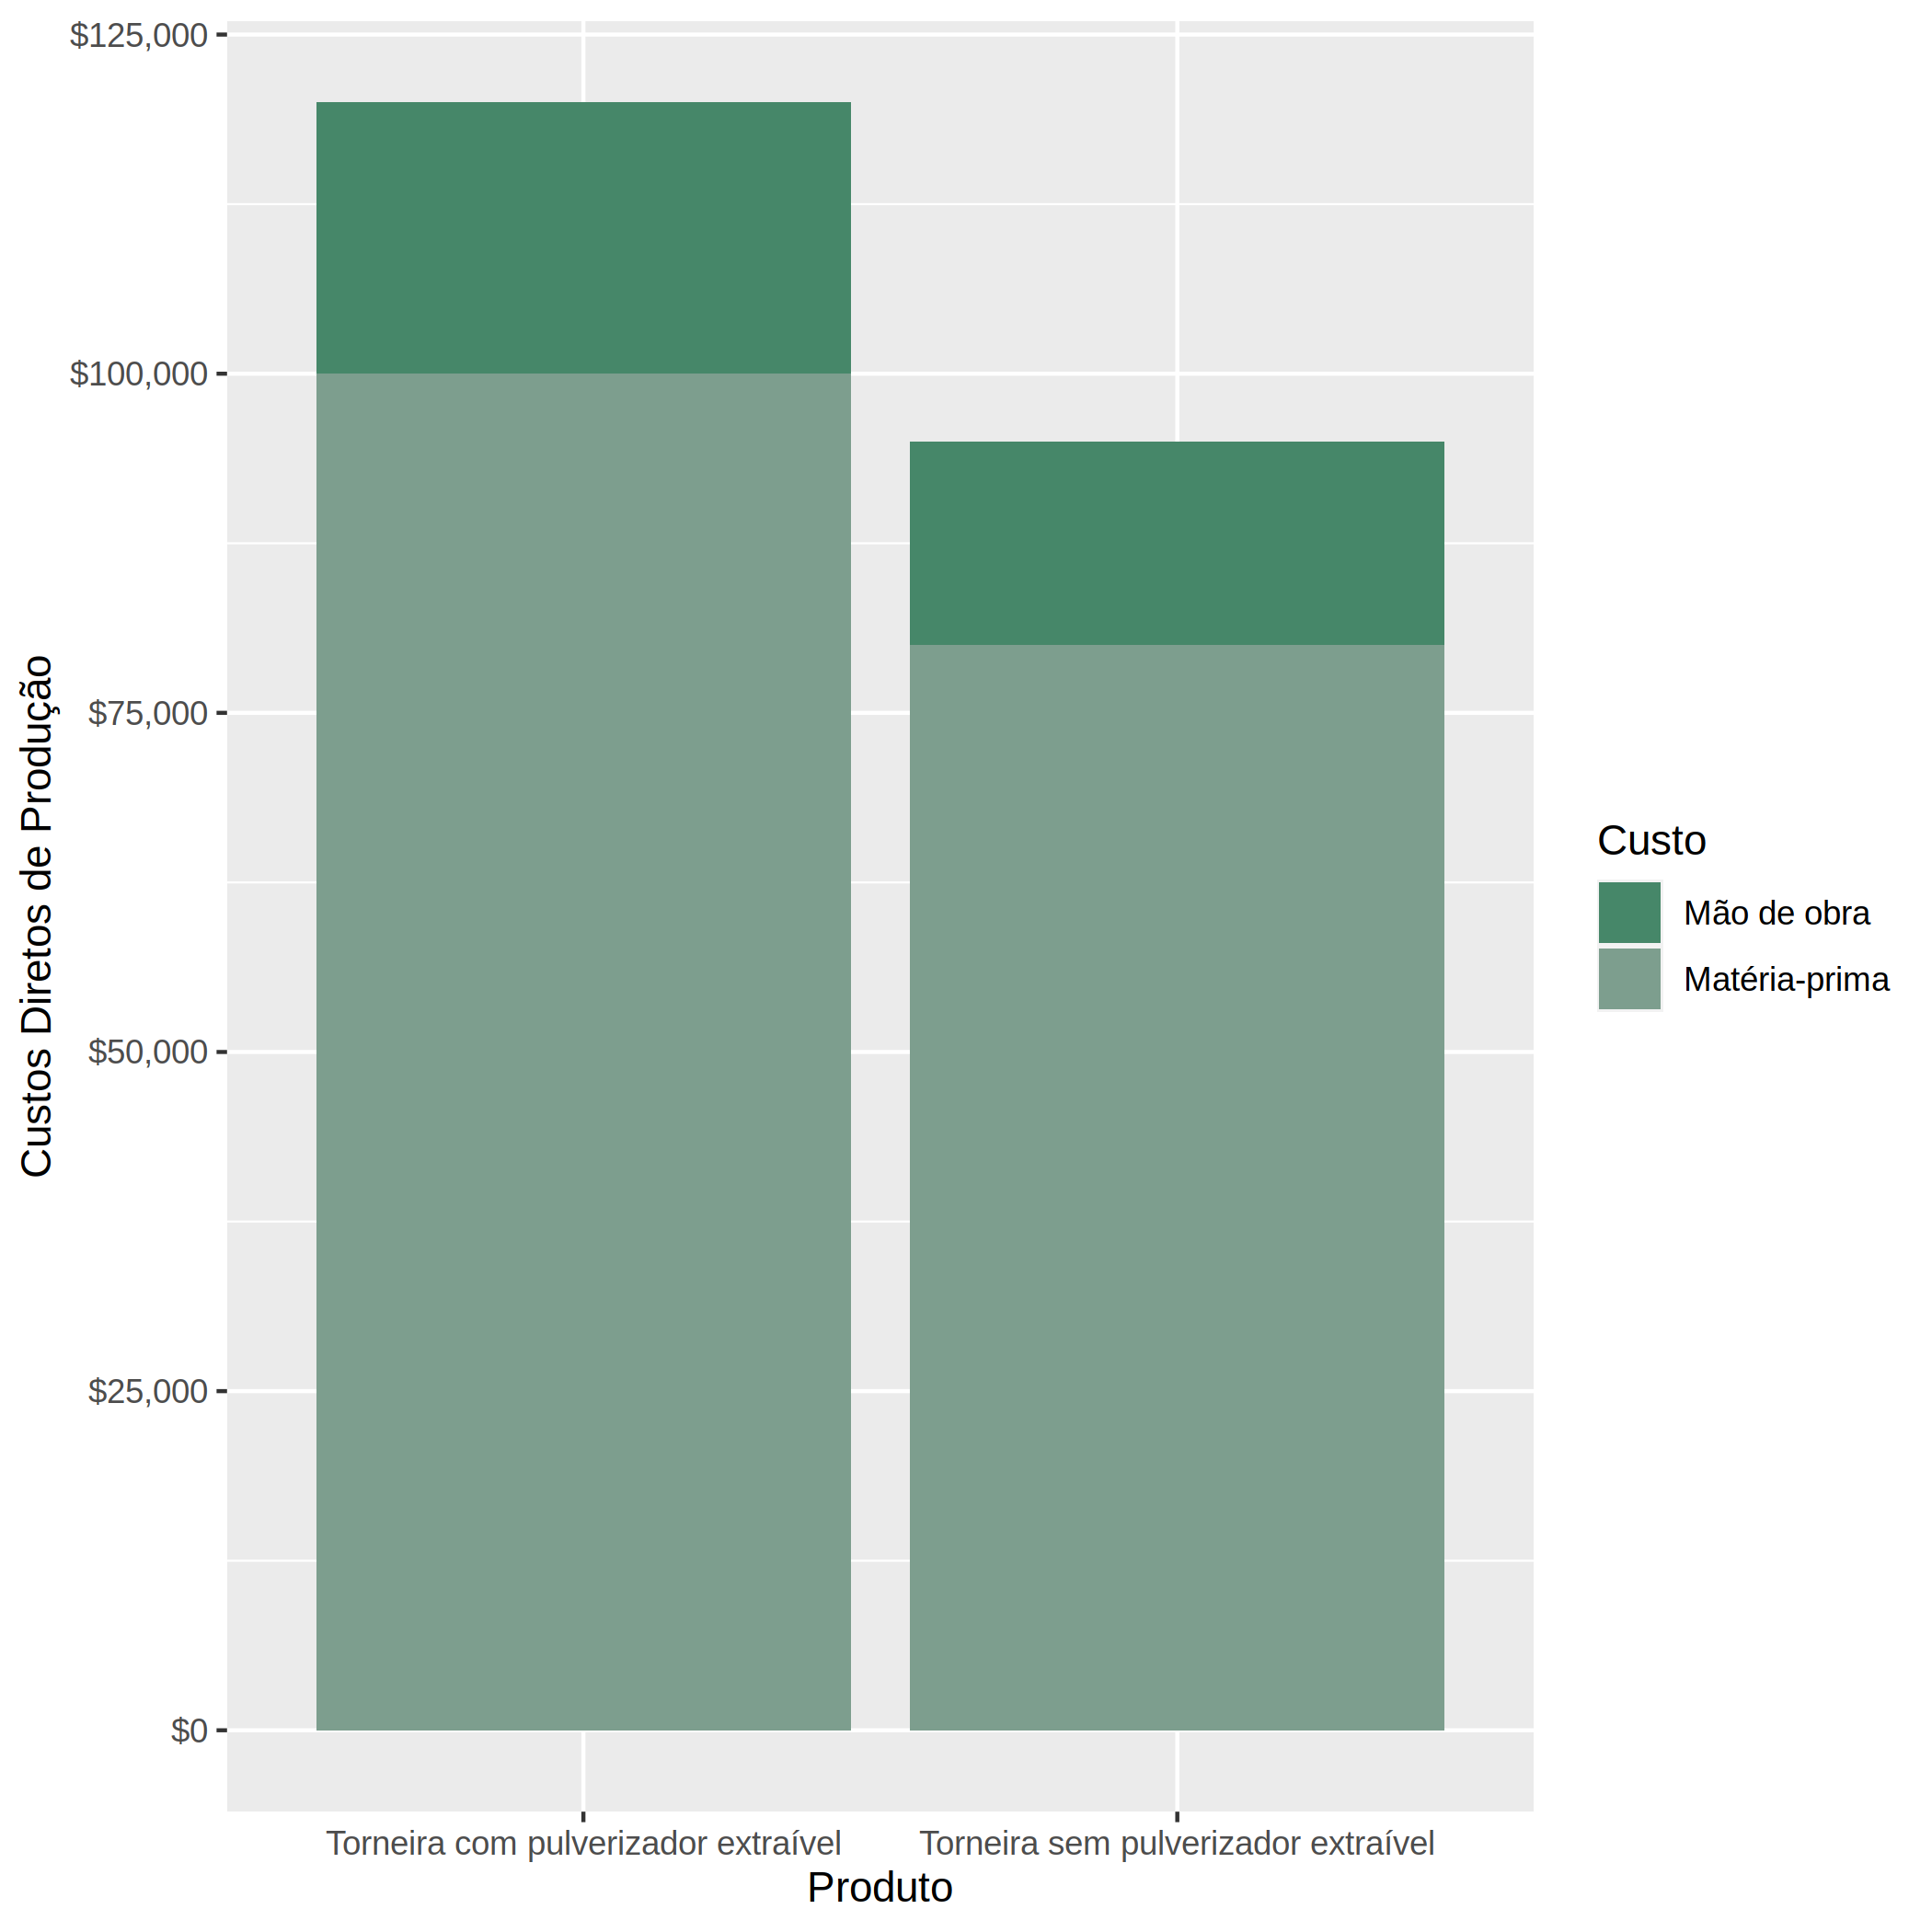 Custos Diretos de Produção
$125,000
$100,000
$75,000
$50,000
$25,000
$0
Torneira com pulverizador extraível
Torneira sem pulverizador extraível
Produto
Custo
Mão de obra
Matéria-prima